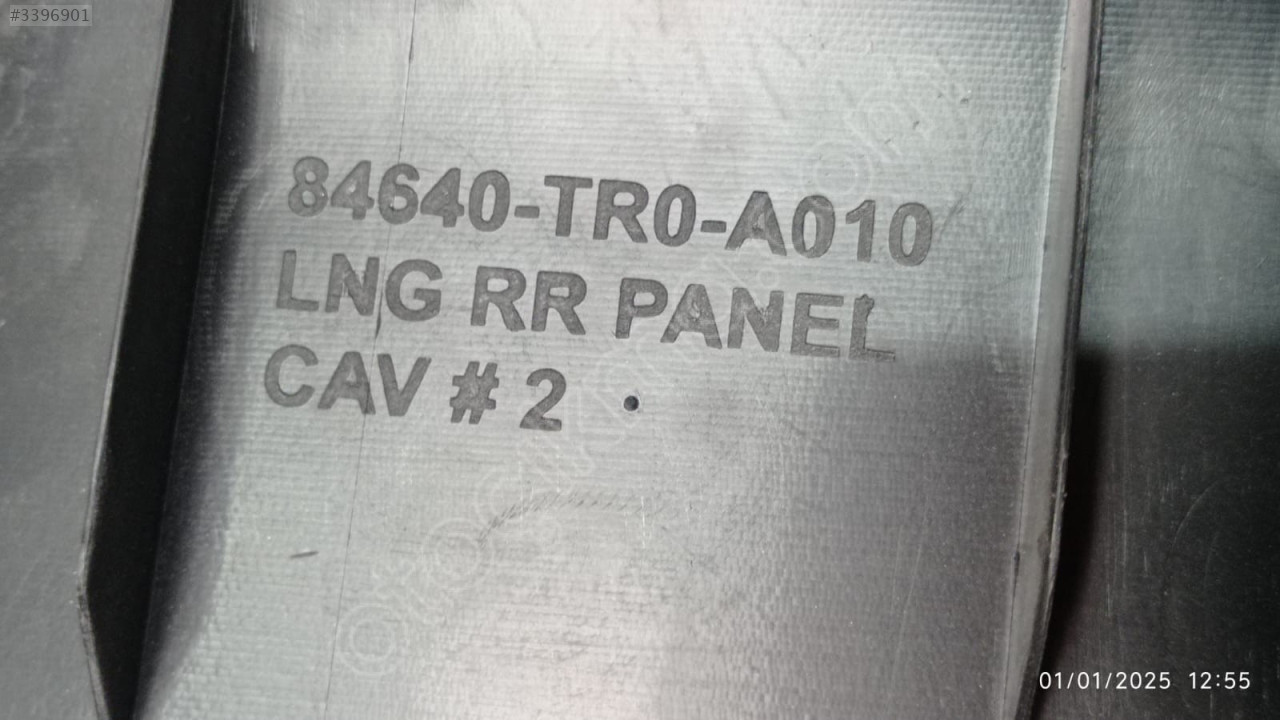 #3396901
84640-TR0-A010
LNG RR PANEL
CAV # 2
01/01/2025 12:55